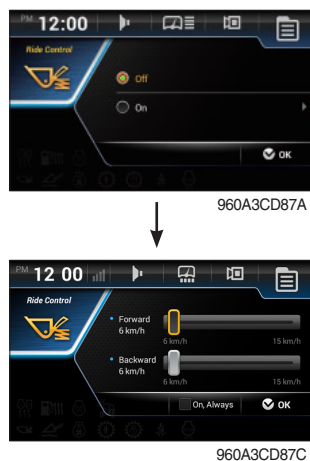 PM 12:00
Ride Control
Off
On
OK
960A3CD87A
PM 12 00
Ride Control
Forward
6 km/h
6 km/h 15 km/h
Backward
6 km/h
6 km/h 15 km/h
On, Always OK
960A3CD87C